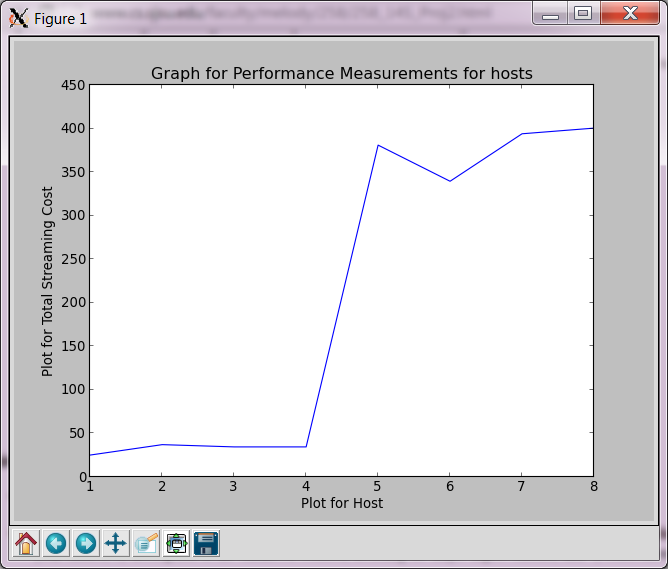 Figure 1
Graph for Performance Measurements for hosts
450
400
350
300
250
200
150
100
50
0
Plot for Total Streaming Cost
1 2 3 4 5 6 7 8
Plot for Host